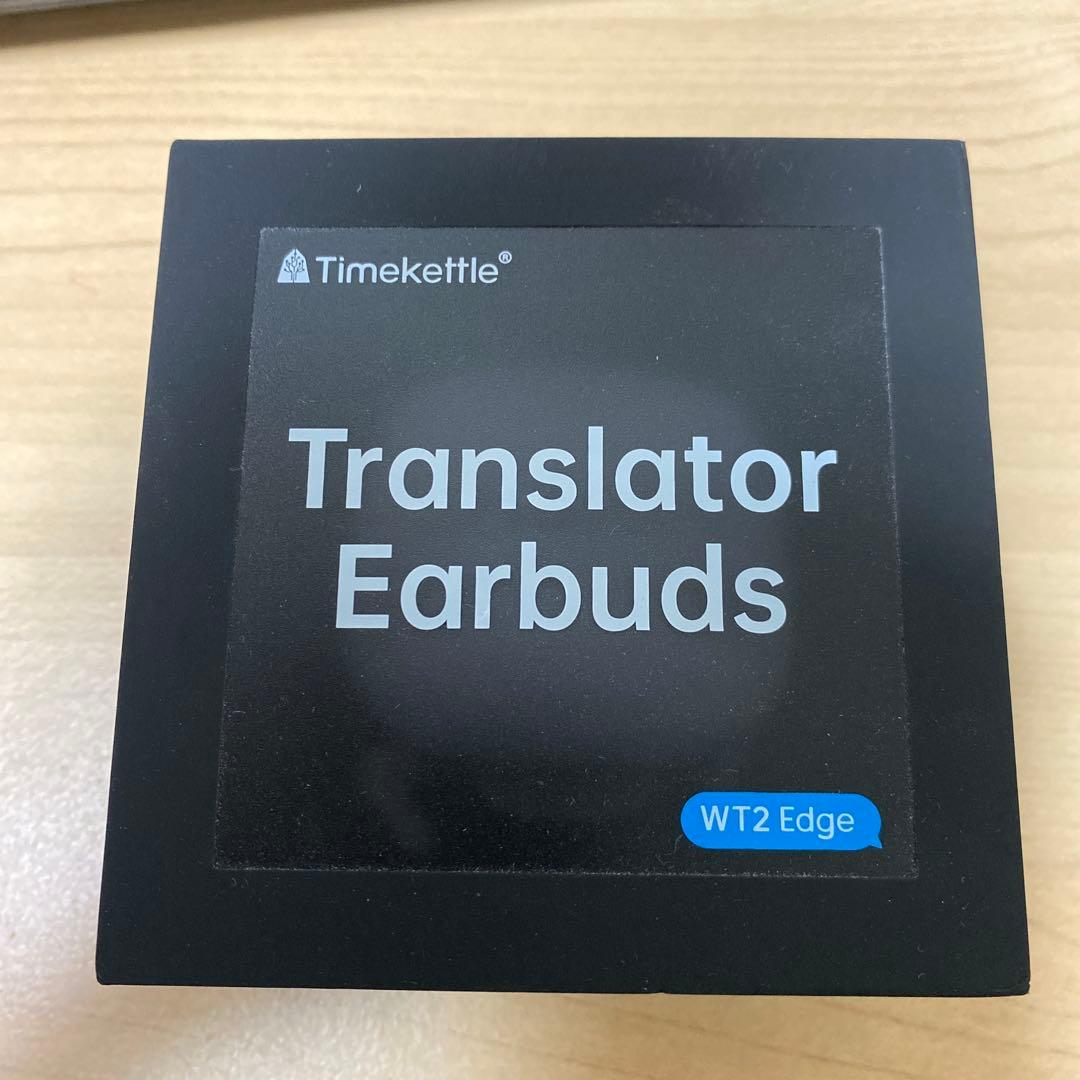 Timekettle®
Translator
Earbuds
WT2 Edge